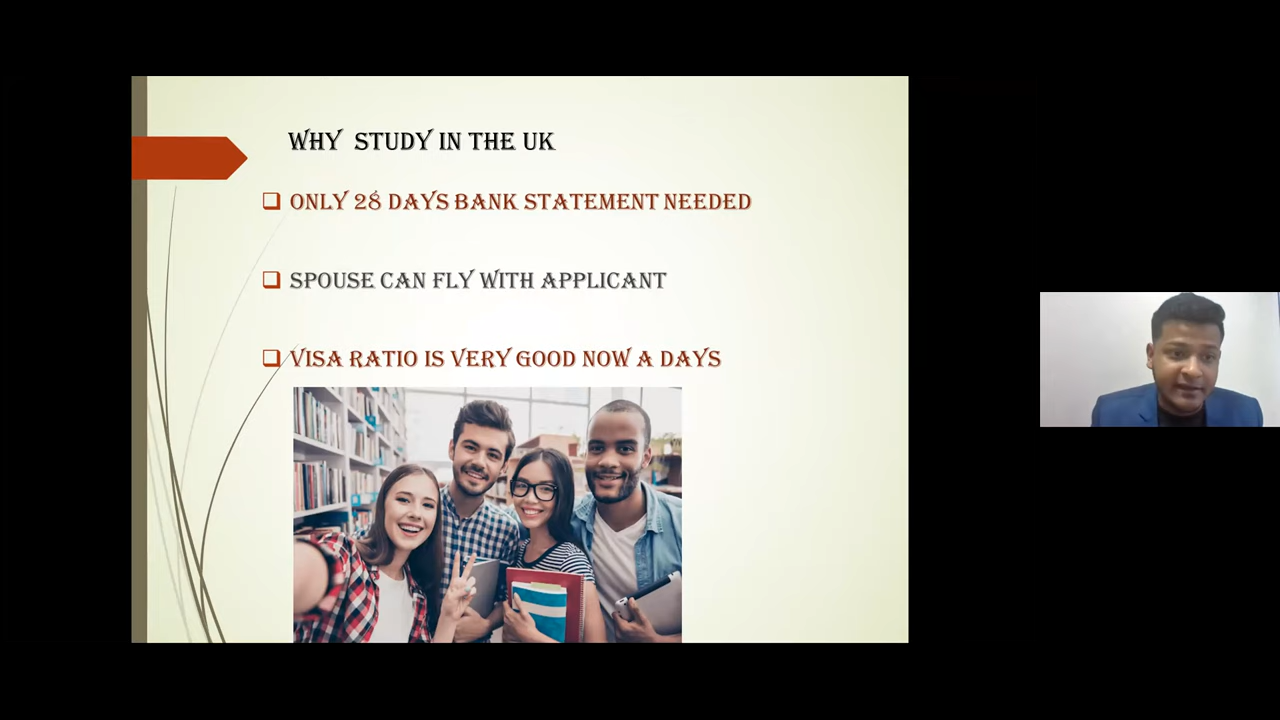 WHY STUDY IN THE UK
ONLY 28 DAYS BANK STATEMENT NEEDED
SPOUSE CAN FLY WITH APPLICANT
VISA RATIO IS VERY GOOD NOW A DAYS